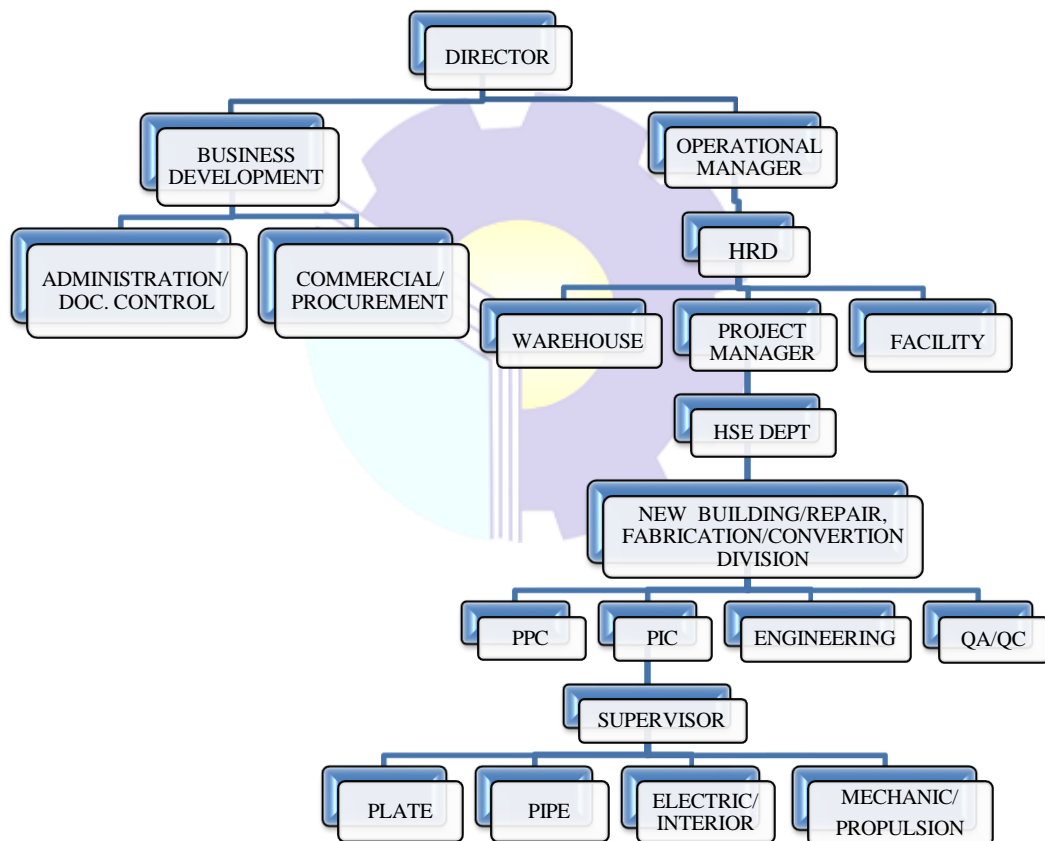 DIRECTOR
BUSINESS
DEVELOPMENT
OPERATIONAL
MANAGER
ADMINISTRATION/
DOC. CONTROL
COMMERCIAL/
PROCUREMENT
HRD
WAREHOUSE
PROJECT
MANAGER
FACILITY
HSE DEPT
NEW BUILDING/REPAIR,
FABRICATION/CONVERTION
DIVISION
PPC
PIC
ENGINEERING
QA/QC
SUPERVISOR
PLATE
PIPE
ELECTRIC/
INTERIOR
MECHANIC/
PROPULSION